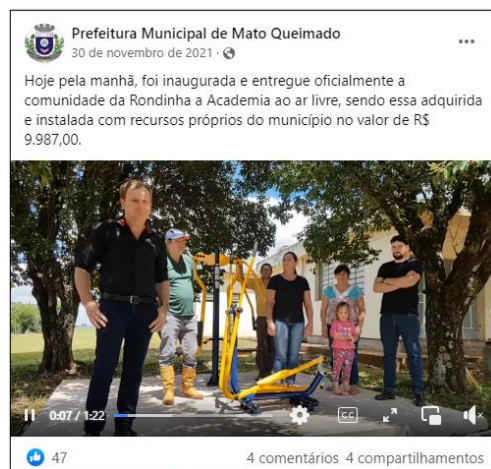 Prefeitura Municipal de Mato Queimado
30 de novembro de 2021 ·
Hoje pela manhã, foi inaugurada e entregue oficialmente a
comunidade da Rondinha a Academia ao ar livre, sendo essa adquirida
e instalada com recursos próprios do município no valor de R$
9.987,00.
0:07 / 1:22
CC
47
4 comentários 4 compartilhamentos